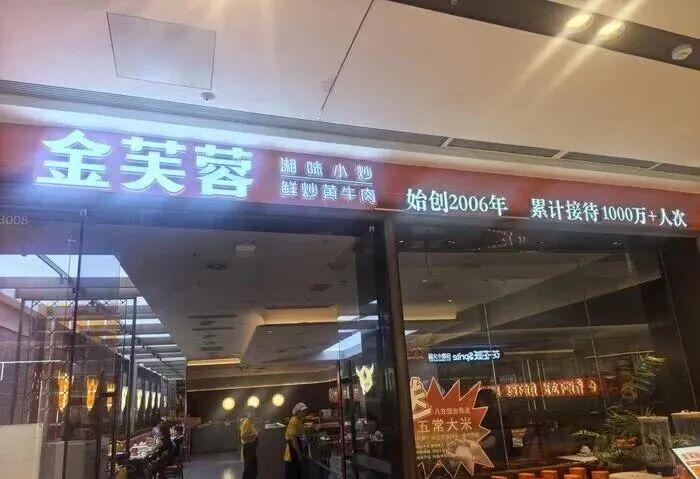 金芙蓉
湘味小炒
鲜炒黄牛肉
始创2006年 累计接待1000万+人次
3008
五常大米